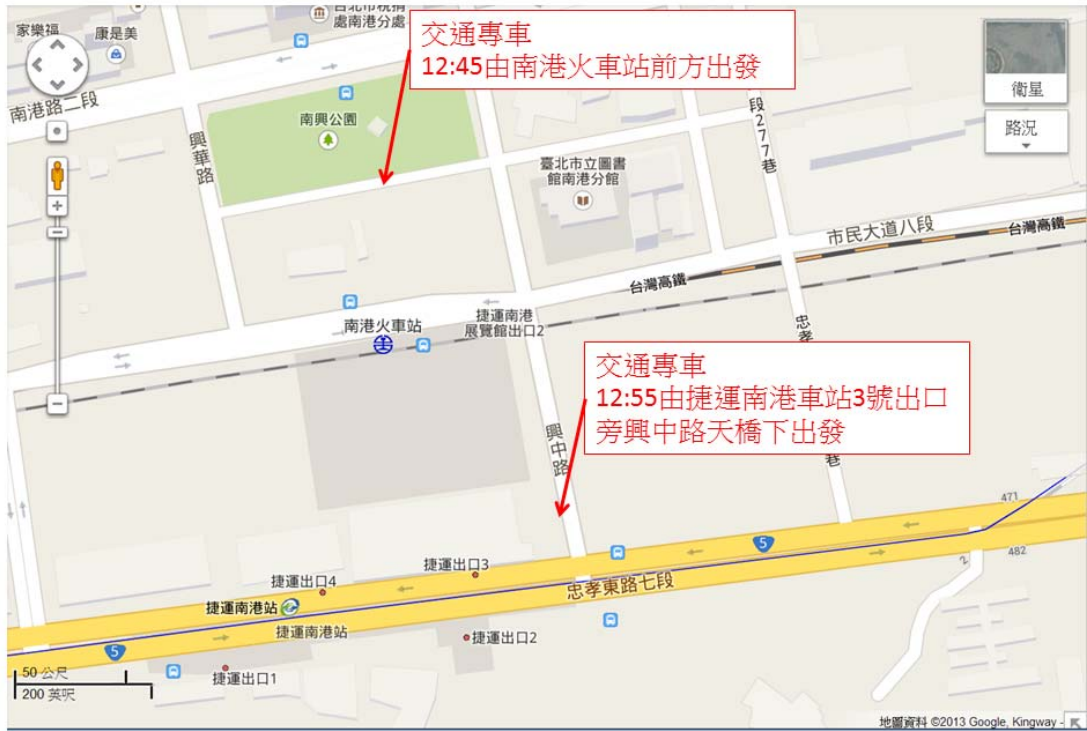 家樂福
康是美
處南港分處
交通專車
12:45由南港火車站前方出發
衛星
路況
南港路二段
南興公園
興華路
段277巷
臺北市立圖書
館南港分館
市民大道八段
台灣高鐵
台灣高鐵
捷運南港
展覽館出口2
南港火車站
忠孝
交通專車
12:55由捷運南港車站3號出口
旁興中路天橋下出發
興中路
巷
471
5
482
2
捷運出口3
捷運出口4
忠孝東路七段
捷運南港站
捷運南港站
捷運出口2
5
捷運出口1
50 公尺
200 英呎
地圖資料 ©2013 Google, Kingway -